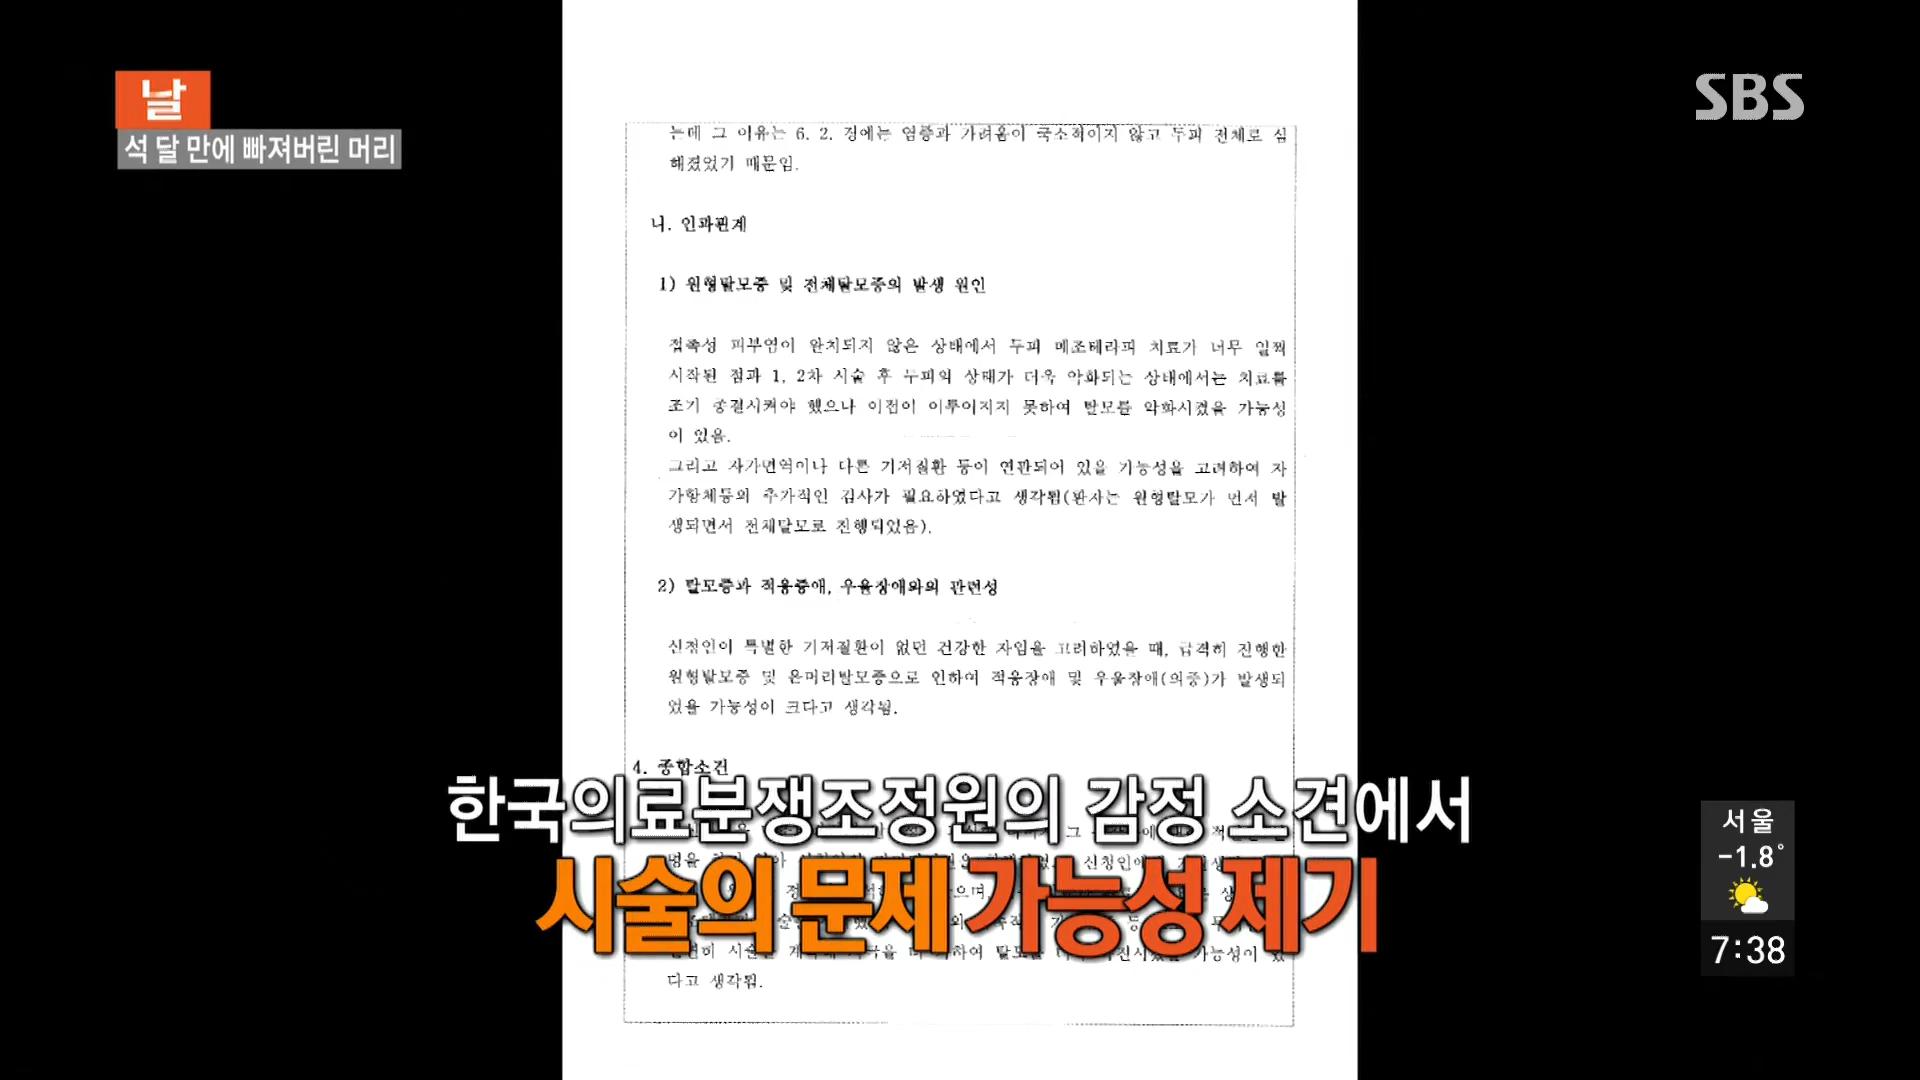 날
석 달 만에 빠져버린 머리
SBS
는데 그 이유는 6. 2. 경에는 염증과 가려움이 국소적이지 않고 두피 전체로 심
해졌었기 때문임.
나. 인과관계
1) 원형탈모증 및 전체탈모증의 발생 원인
접촉성 피부염이 완치되지 않은 상태에서 두피 메조테라피 치료가 너무 일찍
시작된 점과 1, 2차 시술 후 두피의 상태가 더욱 악화되는 상태에서는 치료를
조기 종결시켜야 했으나 이점이 이루어지지 못하여 탈모를 악화시켰을 가능성
이 있음.
그리고 자가면역이나 다른 기저질환 등이 연관되어 있을 가능성을 고려하여 자
가항체등의 추가적인 검사가 필요하였다고 생각됨(환자는 원형탈모가 먼저 발
생되면서 전체탈모로 진행되었음).
2) 탈모증과 적응장애, 우울장애와의 관련성
신청인이 특별한 기저질환이 없던 건강한 자임을 고려하였을 때, 급격히 진행한
원형탈모증 및 온머리탈모증으로 인하여 적응장애 및 우울장애(의증)가 발생되
었을 가능성이 크다고 생각됨.
4. 종합소견
한국의료분쟁조정원의 감정 소견에서
시술의 문제 가능성 제기
가능성이 있
다고 생각됨.
서울
-1.8°
7:38